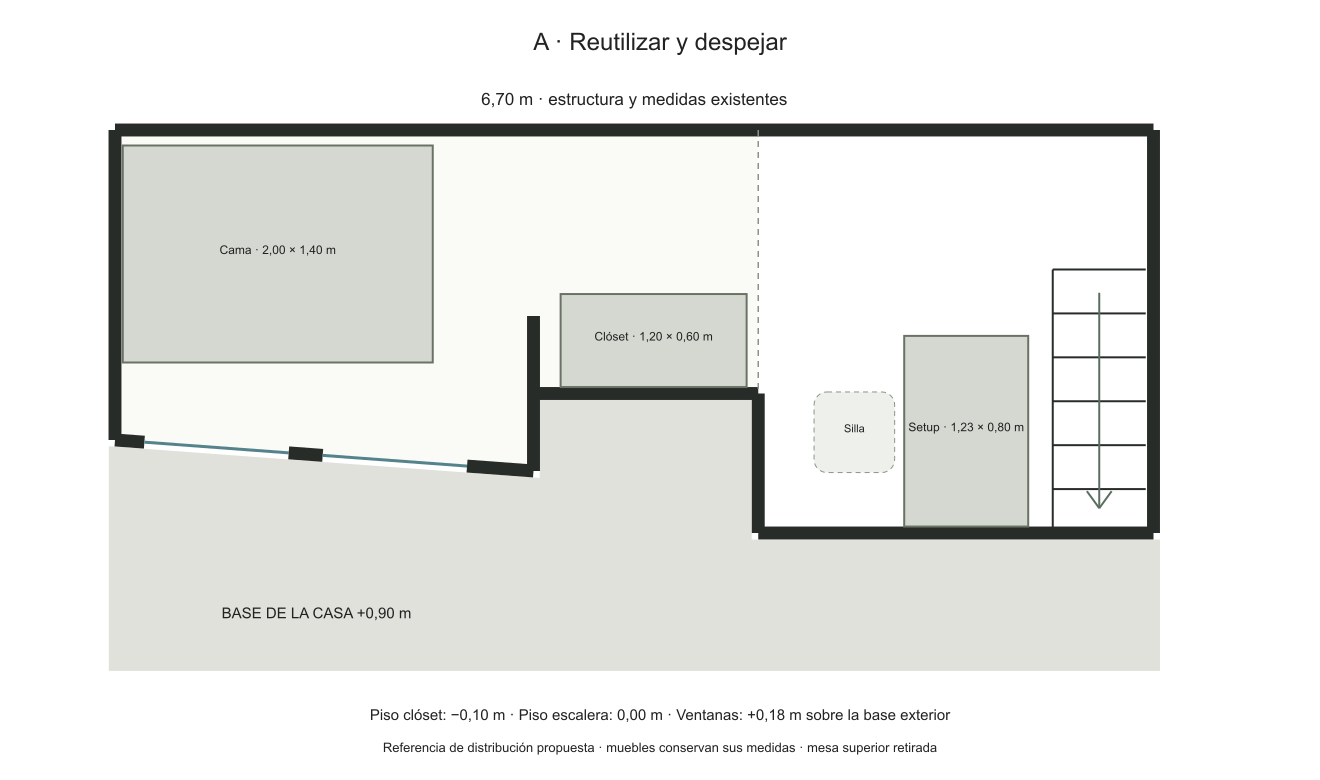 A · Reutilizar y despejar
6,70 m · estructura y medidas existentes
Cama · 2,00 × 1,40 m
Clóset · 1,20 × 0,60 m
Silla
Setup · 1,23 × 0,80 m
BASE DE LA CASA +0,90 m
Piso clóset: −0,10 m · Piso escalera: 0,00 m · Ventanas: +0,18 m sobre la base exterior
Referencia de distribución propuesta · muebles conservan sus medidas · mesa superior retirada